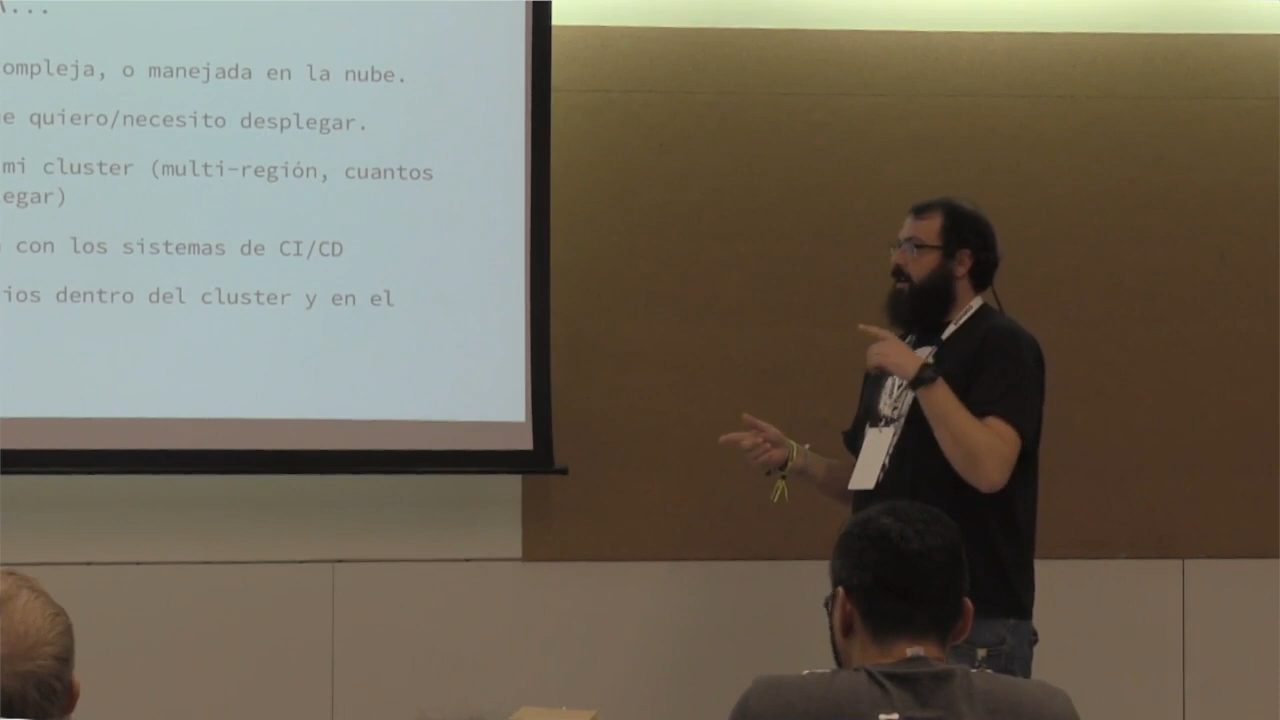 ...
ompleja, o manejada en la nube.
e quiero/necesito desplegar.
mi cluster (multi-región, cuantos
egar)
con los sistemas de CI/CD
ios dentro del cluster y en el